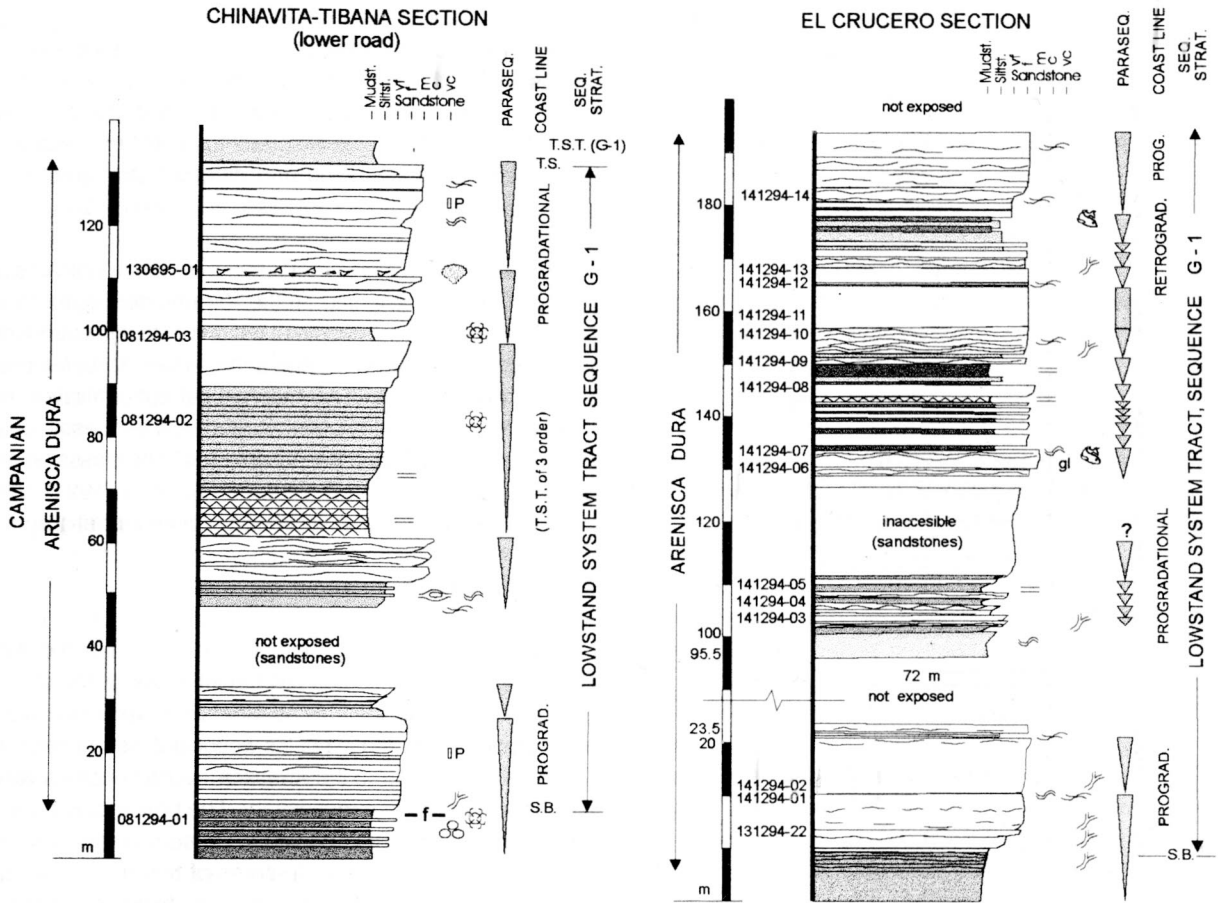 CHINAVITA-TIBANA SECTION
(lower road)
Mudst.
Siltst.
vf
f
m
c
vc
Sandstone
PARASEQ.
COAST LINE
SEQ.
STRAT.
T.S.T. (G-1)
T.S.
CAMPANIAN
ARENISCA DURA
120
100
80
60
40
20
m
130695-01
081294-03
081294-02
081294-01
P
not exposed
(sandstones)
P
f
PROGRADATIONAL
(T.S.T. of 3 order)
PROGRAD.
S.B.
LOWSTAND SYSTEM TRACT SEQUENCE G-1
EL CRUCERO SECTION
Mudst.
Siltst.
vf
f
m
c
vc
Sandstone
PARASEQ.
COAST LINE
SEQ.
STRAT.
not exposed
ARENISCA DURA
180
160
140
120
100
95.5
23.5
20
m
141294-14
141294-13
141294-12
141294-11
141294-10
141294-09
141294-08
141294-07
141294-06
gl
inaccesible
(sandstones)
?
141294-05
141294-04
141294-03
72 m
not exposed
141294-02
141294-01
131294-22
PROG.
RETROGRAD.
PROGRADATIONAL
PROGRAD.
S.B.
LOWSTAND SYSTEM TRACT, SEQUENCE G-1